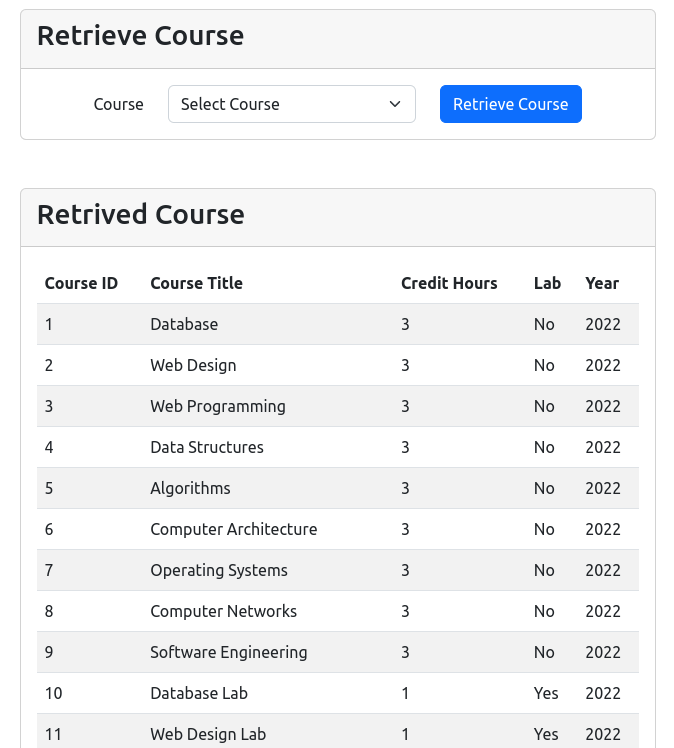 Retrieve Course
Course Select Course Retrieve Course
Retrived Course
Course ID Course Title Credit Hours Lab Year
1 Database 3 No 2022
2 Web Design 3 No 2022
3 Web Programming 3 No 2022
4 Data Structures 3 No 2022
5 Algorithms 3 No 2022
6 Computer Architecture 3 No 2022
7 Operating Systems 3 No 2022
8 Computer Networks 3 No 2022
9 Software Engineering 3 No 2022
10 Database Lab 1 Yes 2022
11 Web Design Lab 1 Yes 2022